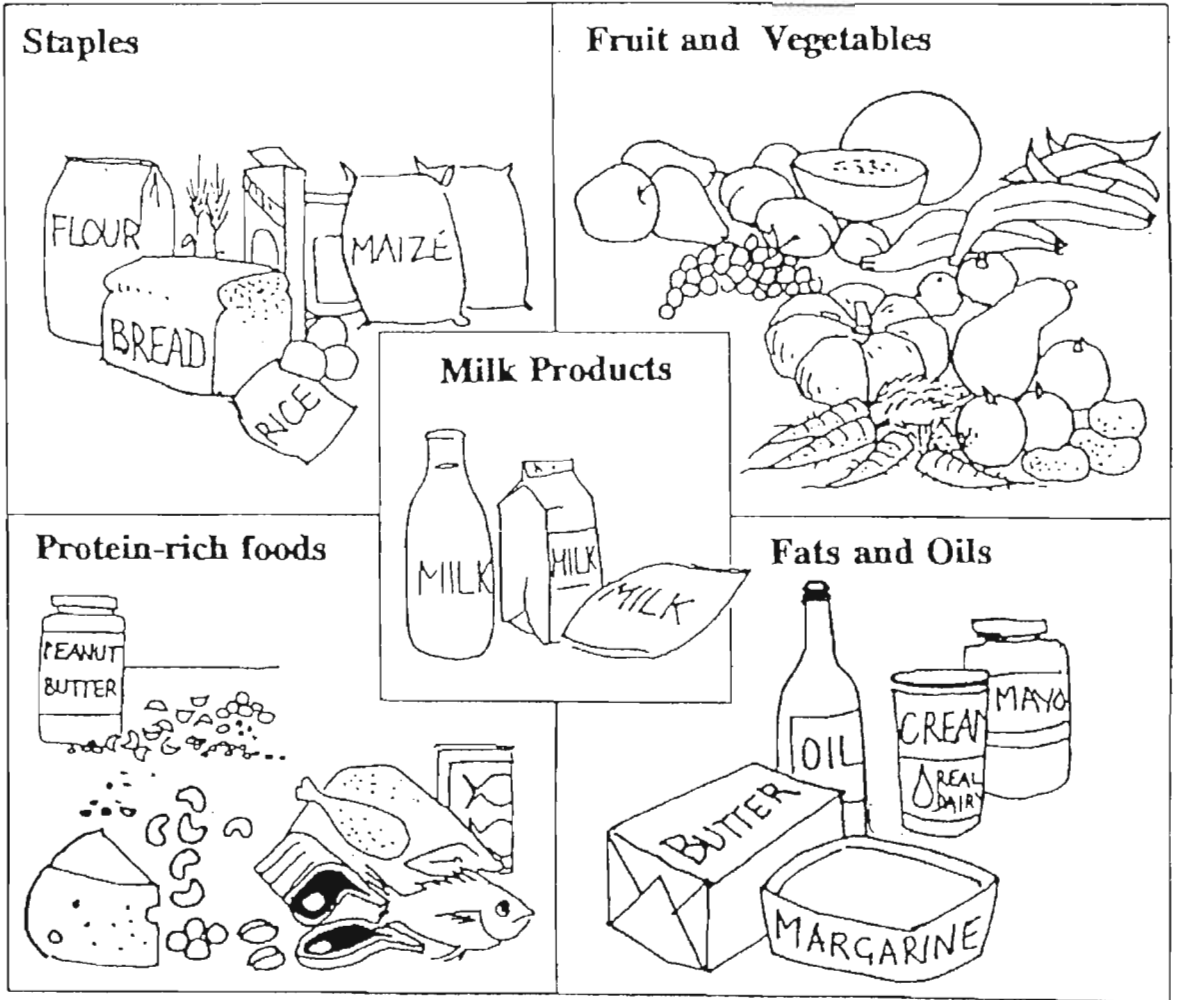 Staples
FLOUR
BREAD
MAIZE
RICE
Fruit and Vegetables
Milk Products
MILK
MILK
MILK
Protein-rich foods
PEANUT
BUTTER
Fats and Oils
OIL
CREAM
REAL
DAIRY
MAYO
BUTTER
MARGARINE